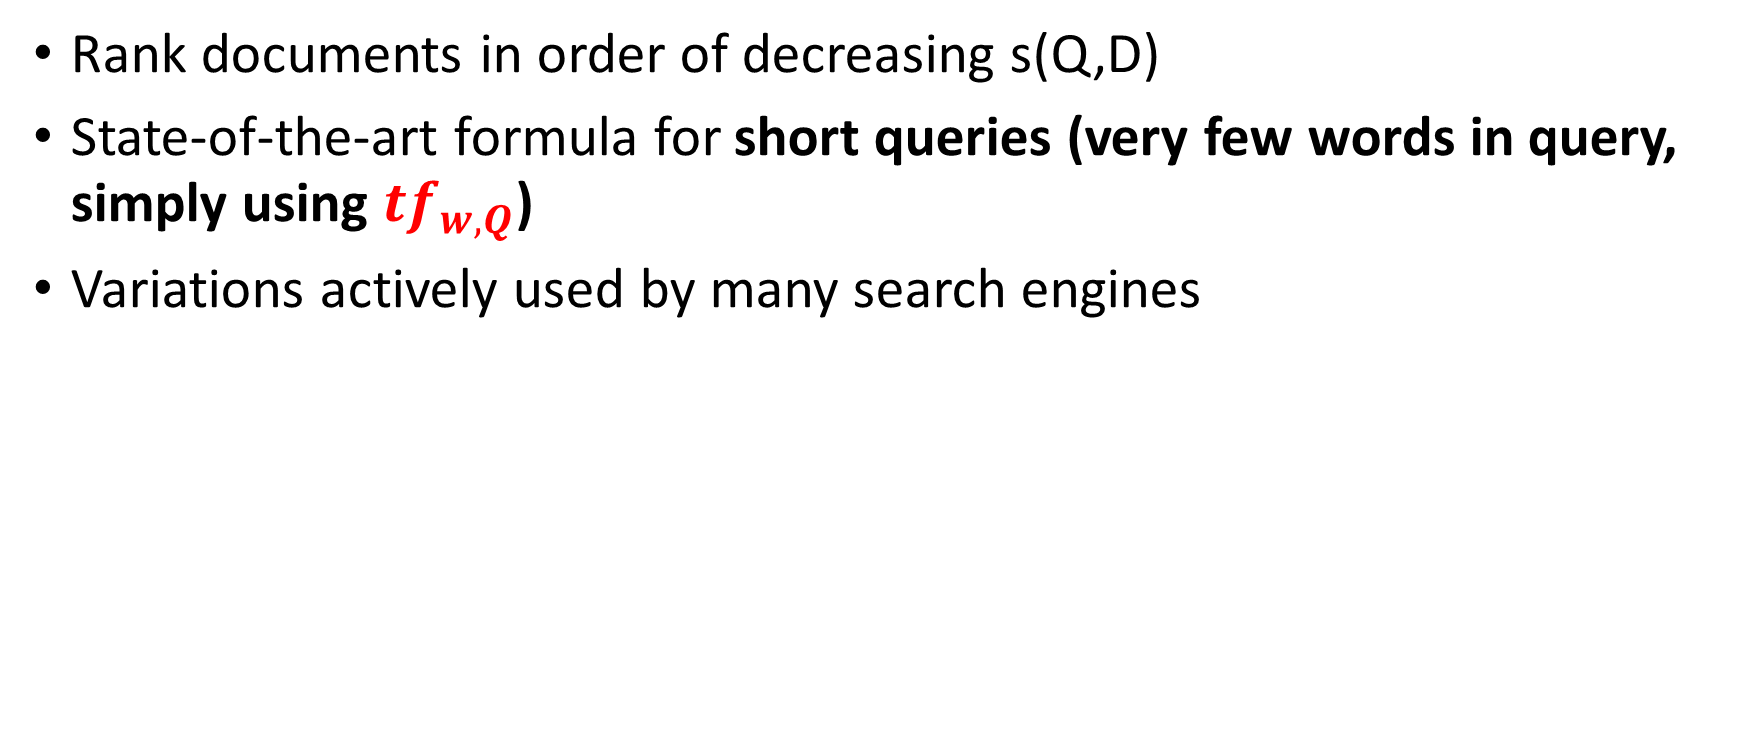 • Rank documents in order of decreasing s(Q,D)
• State-of-the-art formula for short queries (very few words in query,
simply using tf w,Q)
• Variations actively used by many search engines